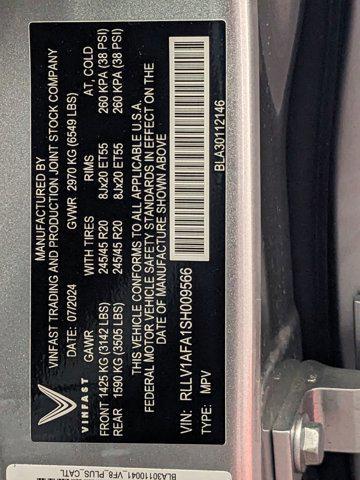 MANUFACTURED BY
VINFAST TRADING AND PRODUCTION JOINT STOCK COMPANY
DATE: 07/2024 GVWR 2970 KG (6549 LBS)
GAWR WITH TIRES RIMS AT, COLD
FRONT 1425 KG (3142 LBS) 245/45 R20 8Jx20 ET55 260 KPA (38 PSI)
REAR 1590 KG (3505 LBS) 245/45 R20 8Jx20 ET55 260 KPA (38 PSI)
VINFAST
THIS VEHICLE CONFORMS TO ALL APPLICABLE U.S.A.
FEDERAL MOTOR VEHICLE SAFETY STANDARDS IN EFFECT ON THE
DATE OF MANUFACTURE SHOWN ABOVE
VIN: RLLV1AFA1SH009566
TYPE: MPV
BLA30112146
BLA30110041_VF8_PLUS_CATL